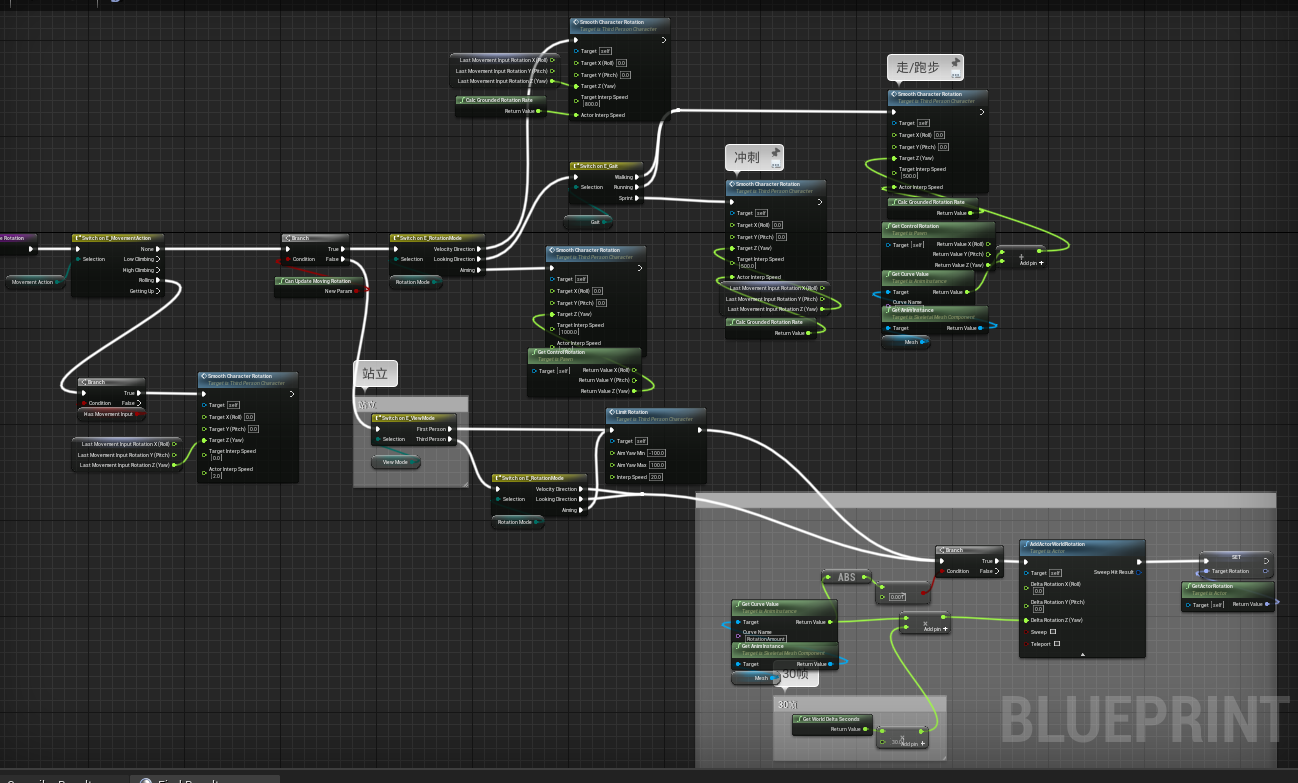 Smooth Character Rotation
Target is Third Person Character
Target self
Target X (Roll) 0.0
Target Y (Pitch) 0.0
Target Z (Yaw)
Target Interp Speed
800.0
Actor Interp Speed
Last Movement Input Rotation X (Roll)
Last Movement Input Rotation Y (Pitch)
Last Movement Input Rotation Z (Yaw)
Calc Grounded Rotation Rate
Return Value
走/跑步
Smooth Character Rotation
Target is Third Person Character
Target self
Target X (Roll) 0.0
Target Y (Pitch) 0.0
Target Z (Yaw)
Target Interp Speed
500.0
Actor Interp Speed
Calc Grounded Rotation Rate
Return Value
Get Control Rotation
Target is Pawn
Target self
Return Value X (Roll)
Return Value Y (Pitch)
Return Value Z (Yaw)
+
Add pin +
Get Curve Value
Target is Anim Instance
Target
Return Value
Curve Name
Get Anim Instance
Target is Skeletal Mesh Component
Target
Return Value
Mesh
Switch on E_Gait
Selection
Walking
Running
Sprint
Gait
冲刺
Smooth Character Rotation
Target is Third Person Character
Target self
Target X (Roll) 0.0
Target Y (Pitch) 0.0
Target Z (Yaw)
Target Interp Speed
500.0
Actor Interp Speed
Last Movement Input Rotation X (Roll)
Last Movement Input Rotation Y (Pitch)
Last Movement Input Rotation Z (Yaw)
Calc Grounded Rotation Rate
Return Value
Rotation
Movement Action
Switch on E_MovementAction
Selection
None
Low Climbing
High Climbing
Rolling
Getting Up
Branch
Condition
True
False
Can Update Moving Rotation
New Param
Switch on E_RotationMode
Selection
Velocity Direction
Looking Direction
Aiming
Rotation Mode
Smooth Character Rotation
Target is Third Person Character
Target self
Target X (Roll) 0.0
Target Y (Pitch) 0.0
Target Z (Yaw)
Target Interp Speed
1000.0
Actor Interp Speed
Get Control Rotation
Target is Pawn
Target self
Return Value X (Roll)
Return Value Y (Pitch)
Return Value Z (Yaw)
Branch
Condition
True
False
Has Movement Input
Smooth Character Rotation
Target is Third Person Character
Target self
Target X (Roll) 0.0
Target Y (Pitch) 0.0
Target Z (Yaw)
Target Interp Speed
0.0
Actor Interp Speed
2.0
Last Movement Input Rotation X (Roll)
Last Movement Input Rotation Y (Pitch)
Last Movement Input Rotation Z (Yaw)
站立
站立
Switch on E_ViewMode
Selection
First Person
Third Person
View Mode
Limit Rotation
Target is Third Person Character
Target self
Aim Yaw Min -100.0
Aim Yaw Max 100.0
Interp Speed 20.0
Switch on E_RotationMode
Selection
Velocity Direction
Looking Direction
Aiming
Rotation Mode
ABS
0.001
Branch
Condition
True
False
AddActorWorldRotation
Target is Actor
Target self
Sweep Hit Result
Delta Rotation X (Roll)
0.0
Delta Rotation Y (Pitch)
0.0
Delta Rotation Z (Yaw)
Sweep
Teleport
SET
Target Rotation
GetActorRotation
Target is Actor
Target self
Return Value
Get Curve Value
Target is Anim Instance
Target
Return Value
Curve Name
RotationAmount
Get Anim Instance
Target is Skeletal Mesh Component
Target
Return Value
Mesh
x
Add pin +
30帧
Get World Delta Seconds
Return Value
30.0
Add pin +
BLUEPRINT